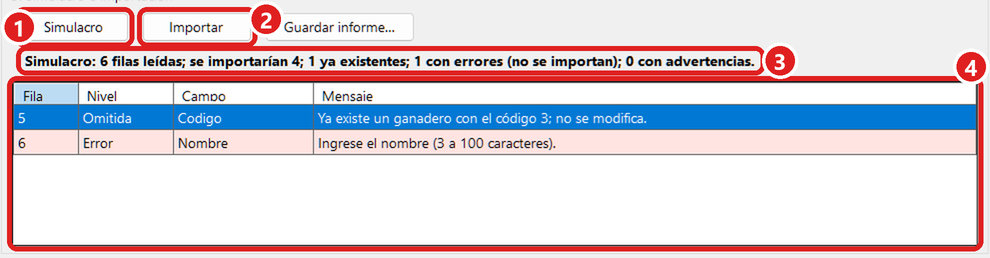 1 Simulacro Importar 2 Guardar informe...
Simulacro: 6 filas leídas; se importarían 4; 1 ya existentes; 1 con errores (no se importan); 0 con advertencias. 3
4
Fila Nivel Campo Mensaje
5 Omitida Codigo Ya existe un ganadero con el código 3; no se modifica.
6 Error Nombre Ingrese el nombre (3 a 100 caracteres).